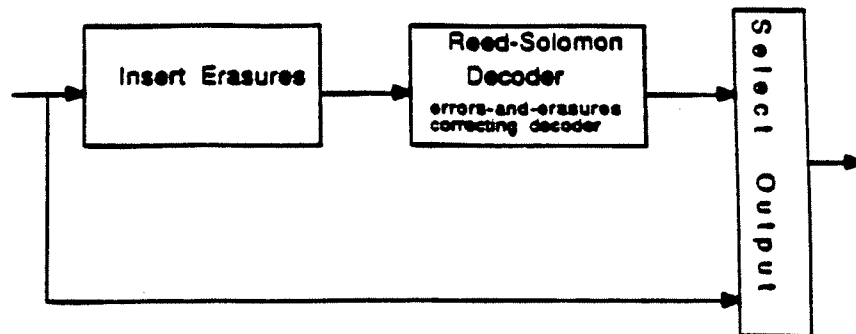 Insert Erasures
Reed-Solomon
Decoder
errors-and-erasures
correcting decoder
Select Output